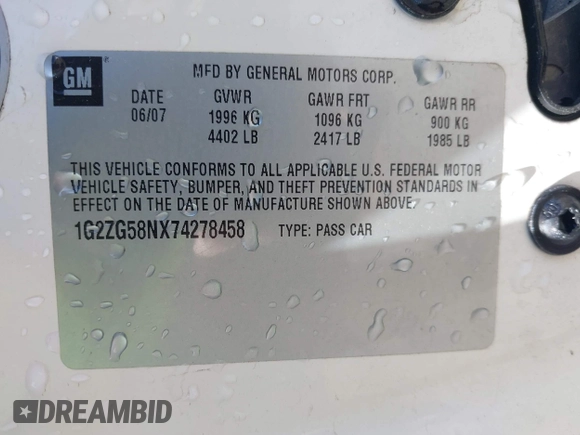 GM
MFD BY GENERAL MOTORS CORP.
DATE GVWR GAWR FRT GAWR RR
06/07 1996 KG 1096 KG 900 KG
4402 LB 2417 LB 1985 LB
THIS VEHICLE CONFORMS TO ALL APPLICABLE U.S. FEDERAL MOTOR
VEHICLE SAFETY, BUMPER, AND THEFT PREVENTION STANDARDS IN
EFFECT ON THE DATE OF MANUFACTURE SHOWN ABOVE.
1G2ZG58NX74278458 TYPE: PASS CAR
DREAMBID